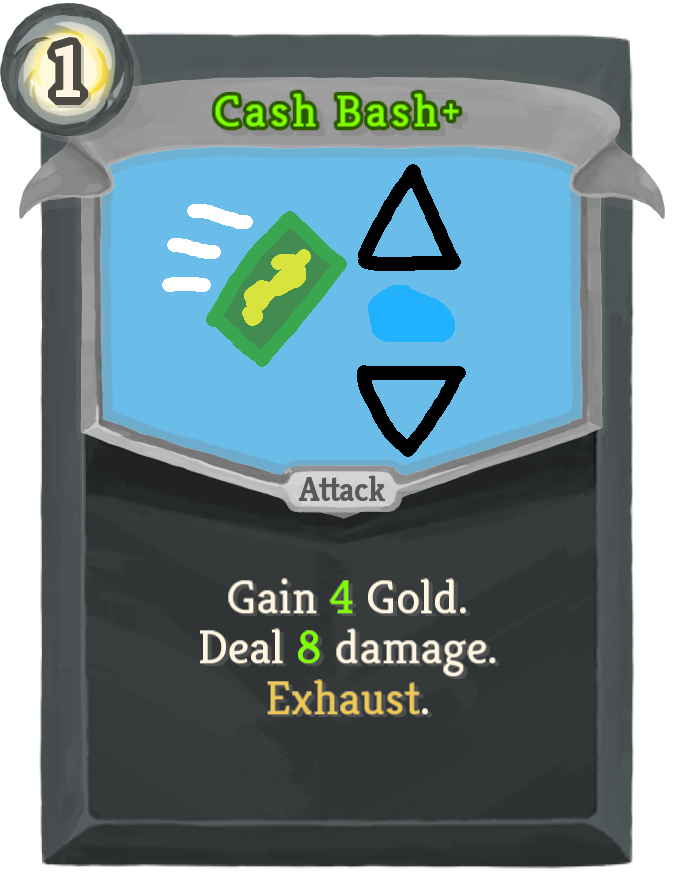 1
Cash Bash+
Attack
Gain 4 Gold.
Deal 8 damage.
Exhaust.